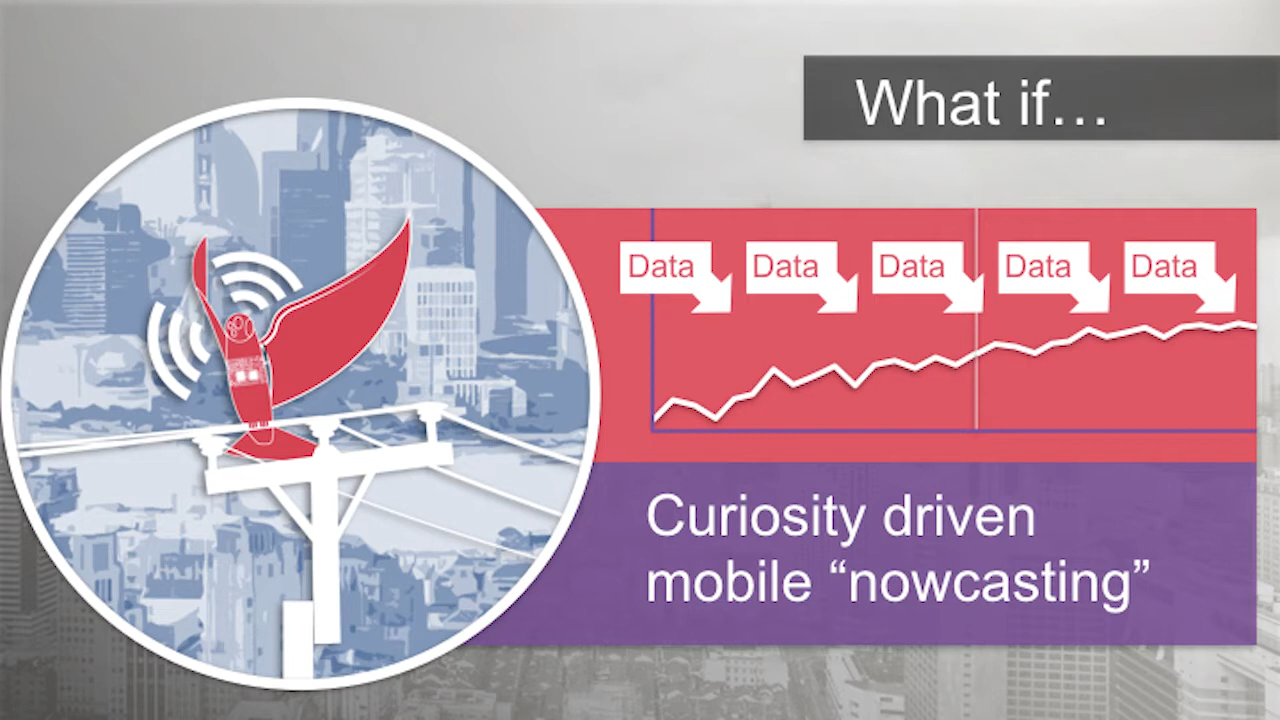 What if…
Data Data Data Data Data
Curiosity driven
mobile “nowcasting”